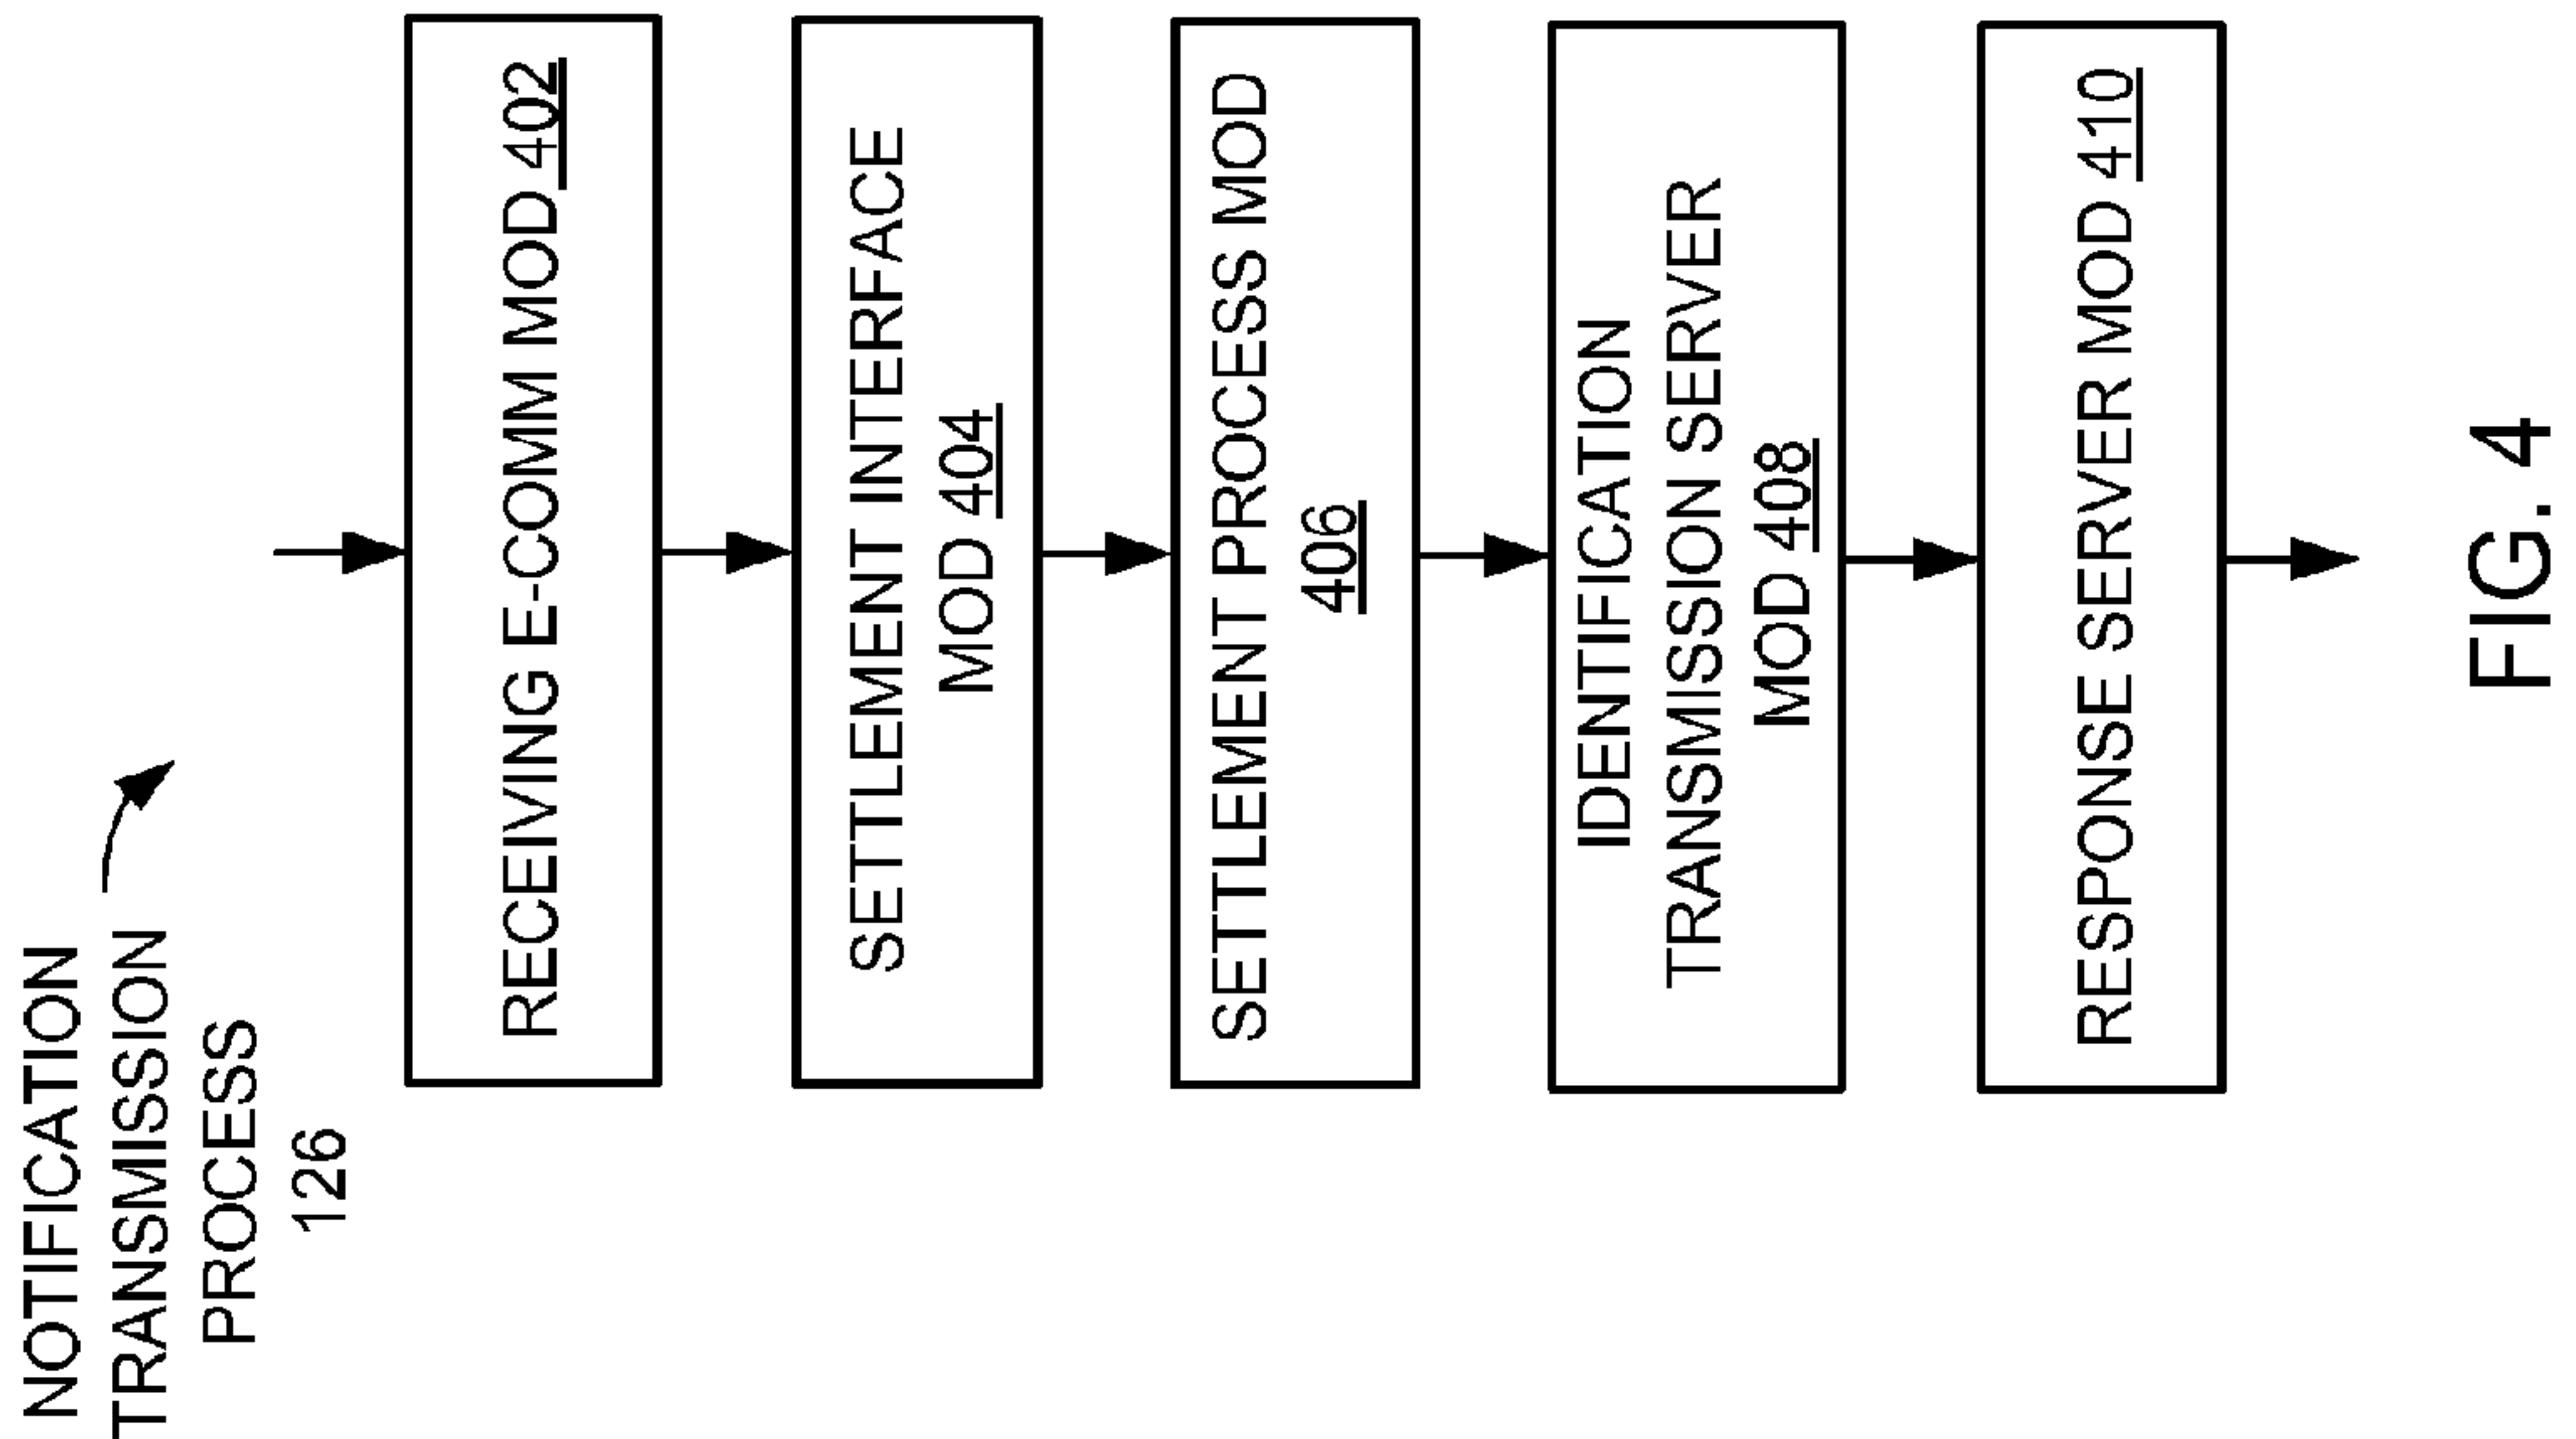 NOTIFICATION
TRANSMISSION
PROCESS
126
RECEIVING E-COMM MOD 402
SETTLEMENT INTERFACE
MOD 404
SETTLEMENT PROCESS MOD
406
IDENTIFICATION
TRANSMISSION SERVER
MOD 408
RESPONSE SERVER MOD 410
FIG. 4